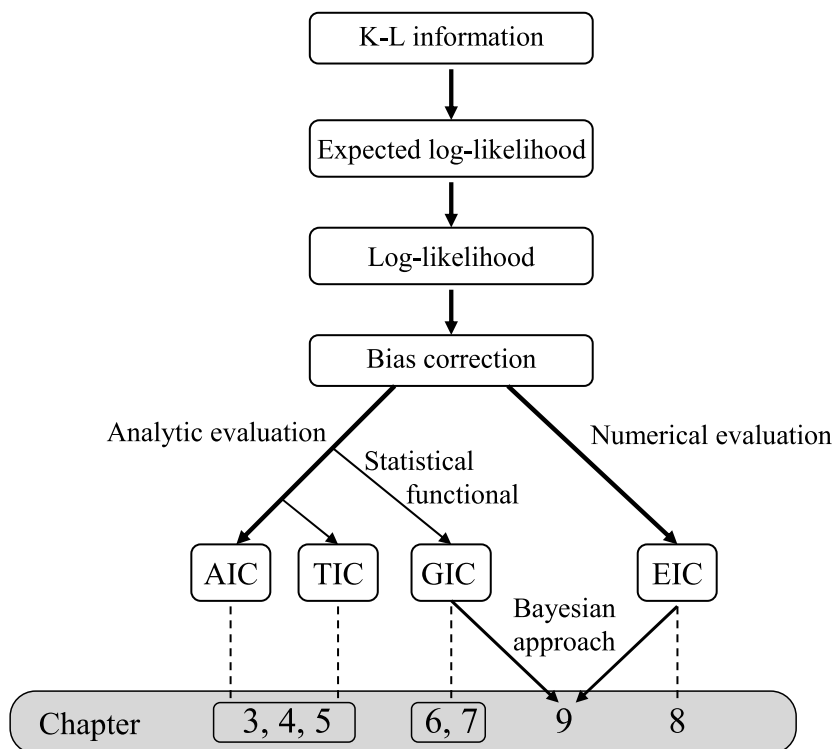 K-L information
Expected log-likelihood
Log-likelihood
Bias correction
Analytic evaluation
Numerical evaluation
Statistical
functional
AIC
TIC
GIC
EIC
Bayesian
approach
Chapter 3, 4, 5 6, 7 9 8